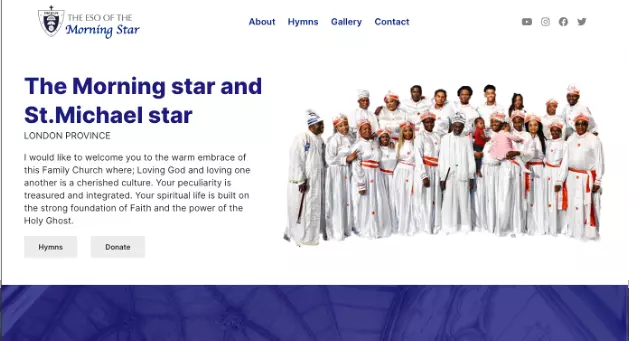 THE ESO OF THE
Morning Star
About Hymns Gallery Contact
The Morning star and
St.Michael star
LONDON PROVINCE
I would like to welcome you to the warm embrace of
this Family Church where; Loving God and loving one
another is a cherished culture. Your peculiarity is
treasured and integrated. Your spiritual life is built on
the strong foundation of Faith and the power of the
Holy Ghost.
Hymns Donate